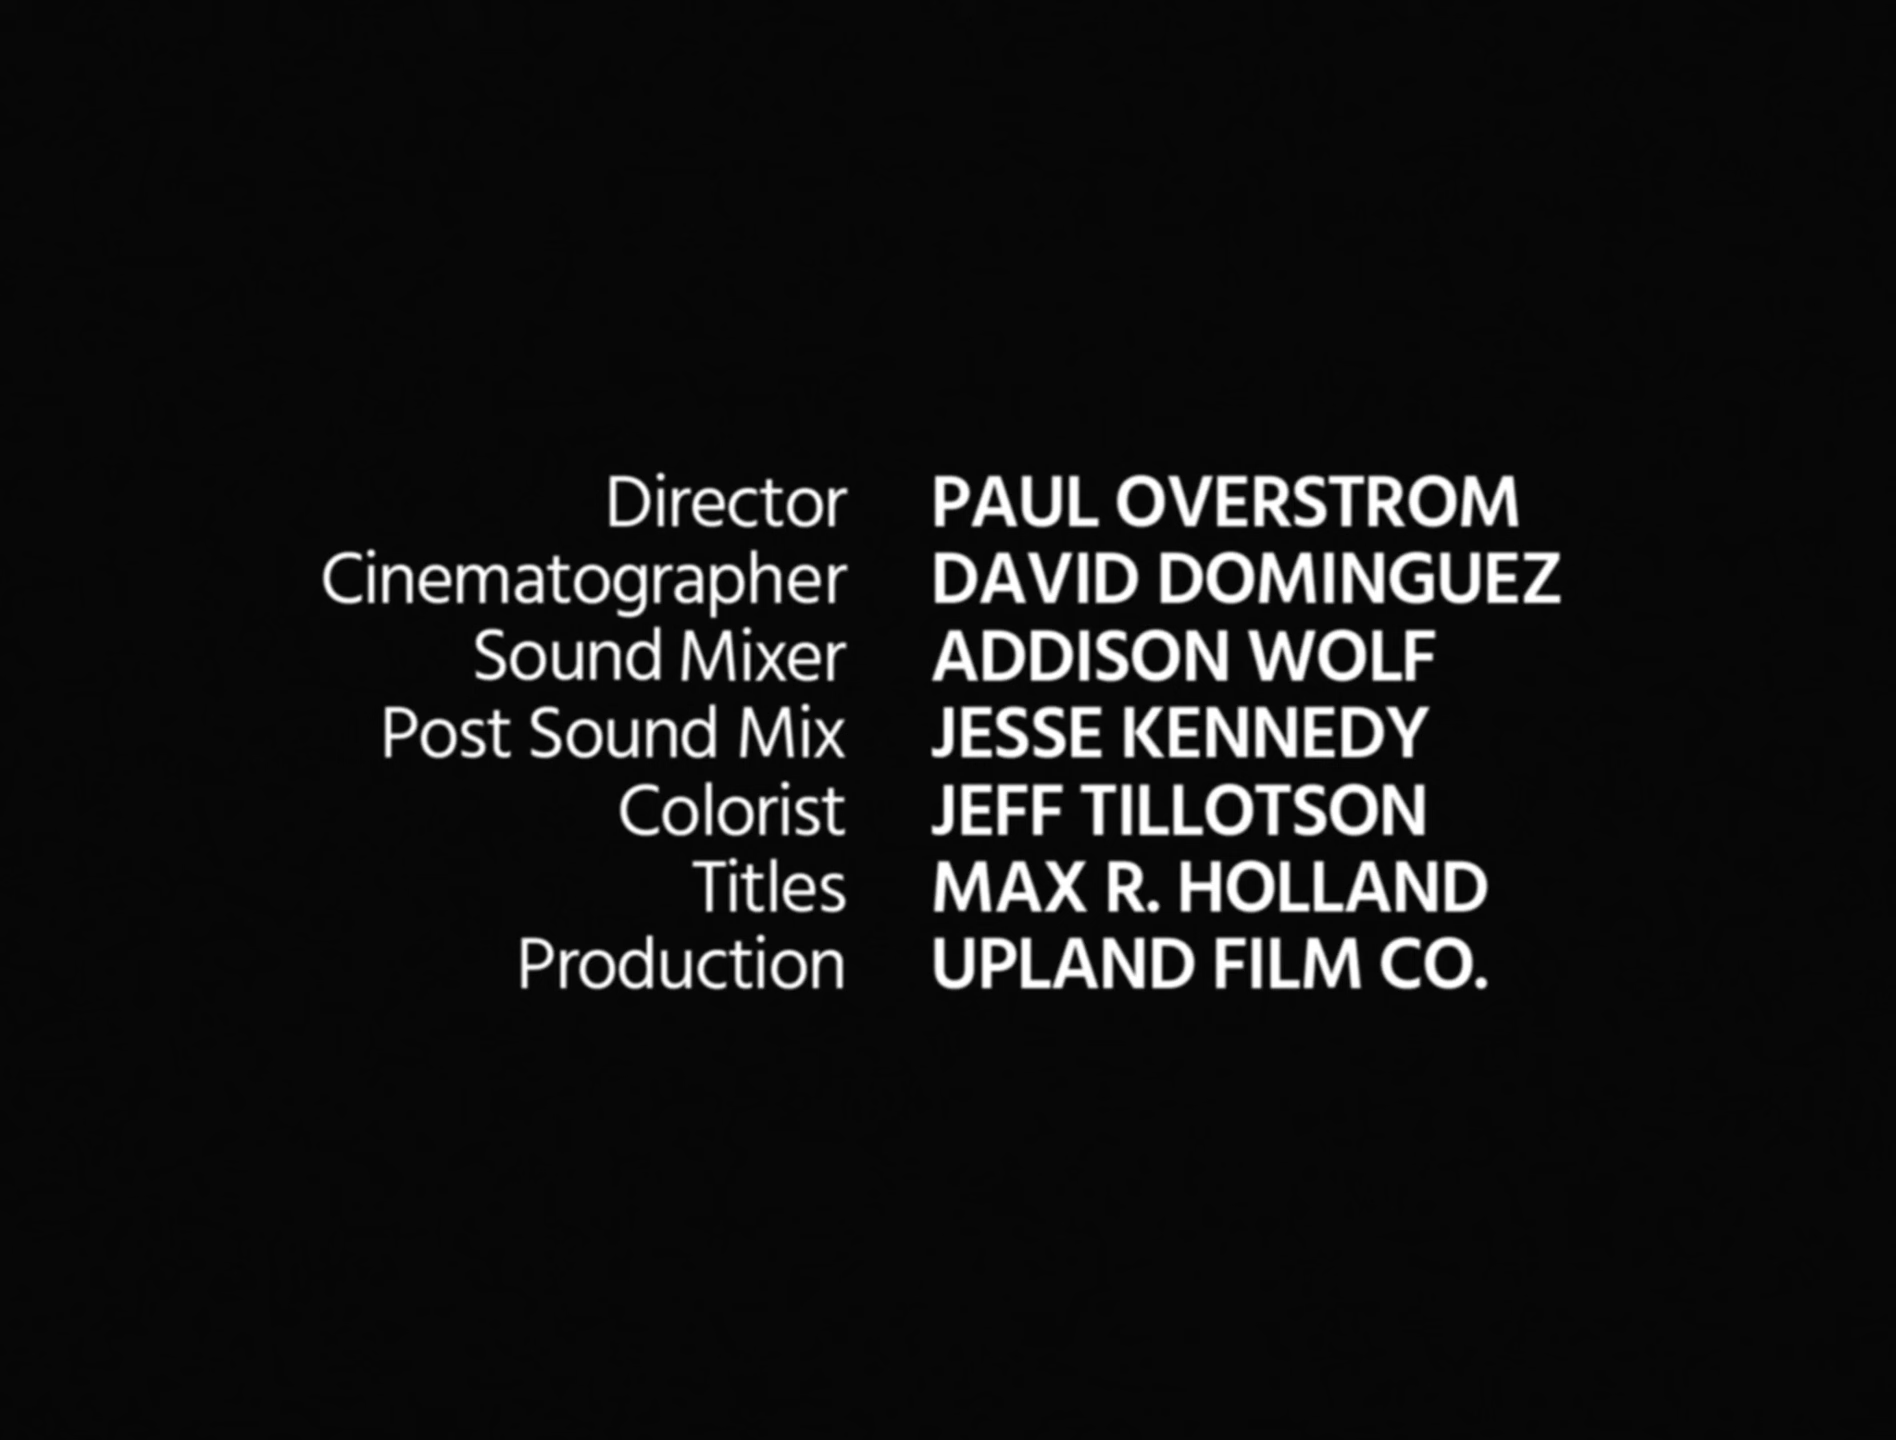 Director PAUL OVERSTROM
Cinematographer DAVID DOMINGUEZ
Sound Mixer ADDISON WOLF
Post Sound Mix JESSE KENNEDY
Colorist JEFF TILLOTSON
Titles MAX R. HOLLAND
Production UPLAND FILM CO.